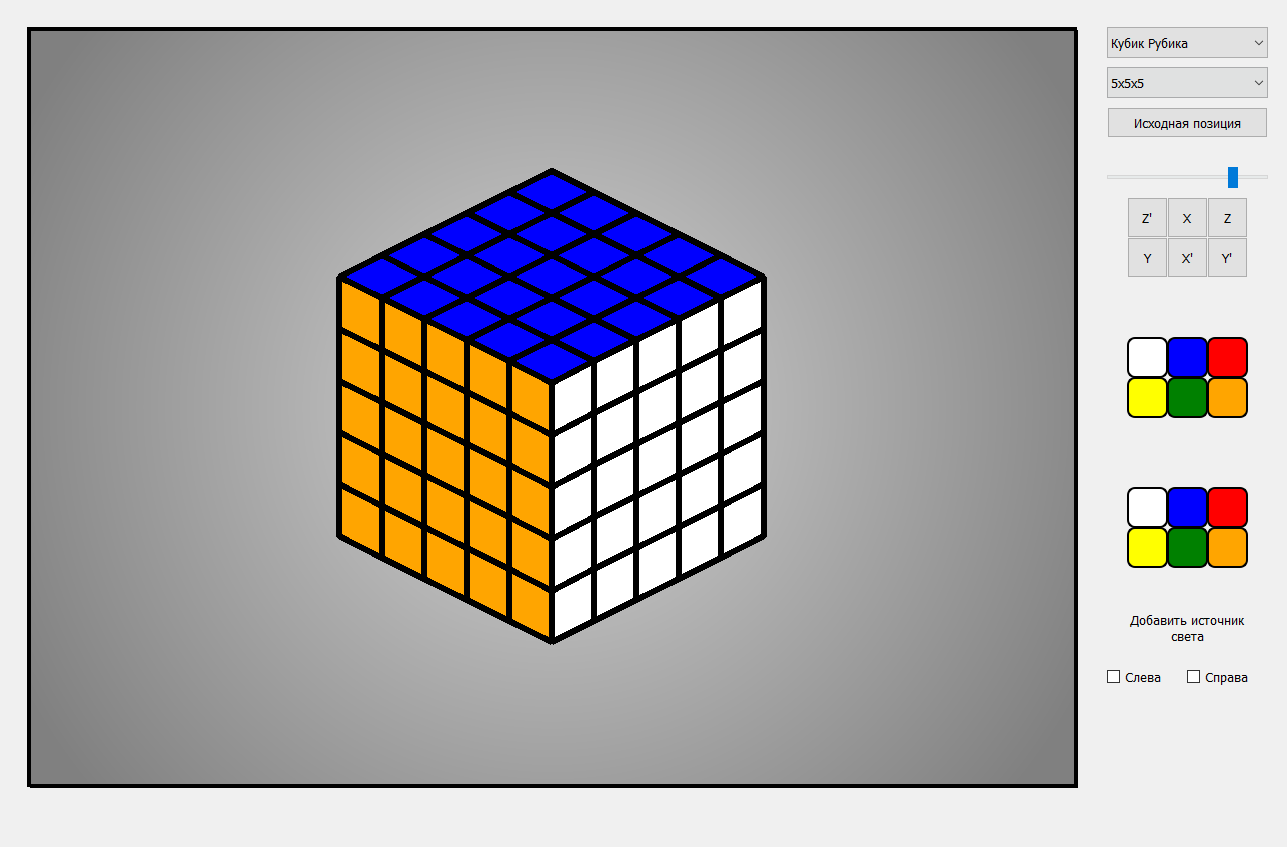 Кубик Рубика
5x5x5
Исходная позиция
Z' X Z
Y X' Y'
Добавить источник
света
Слева Справа